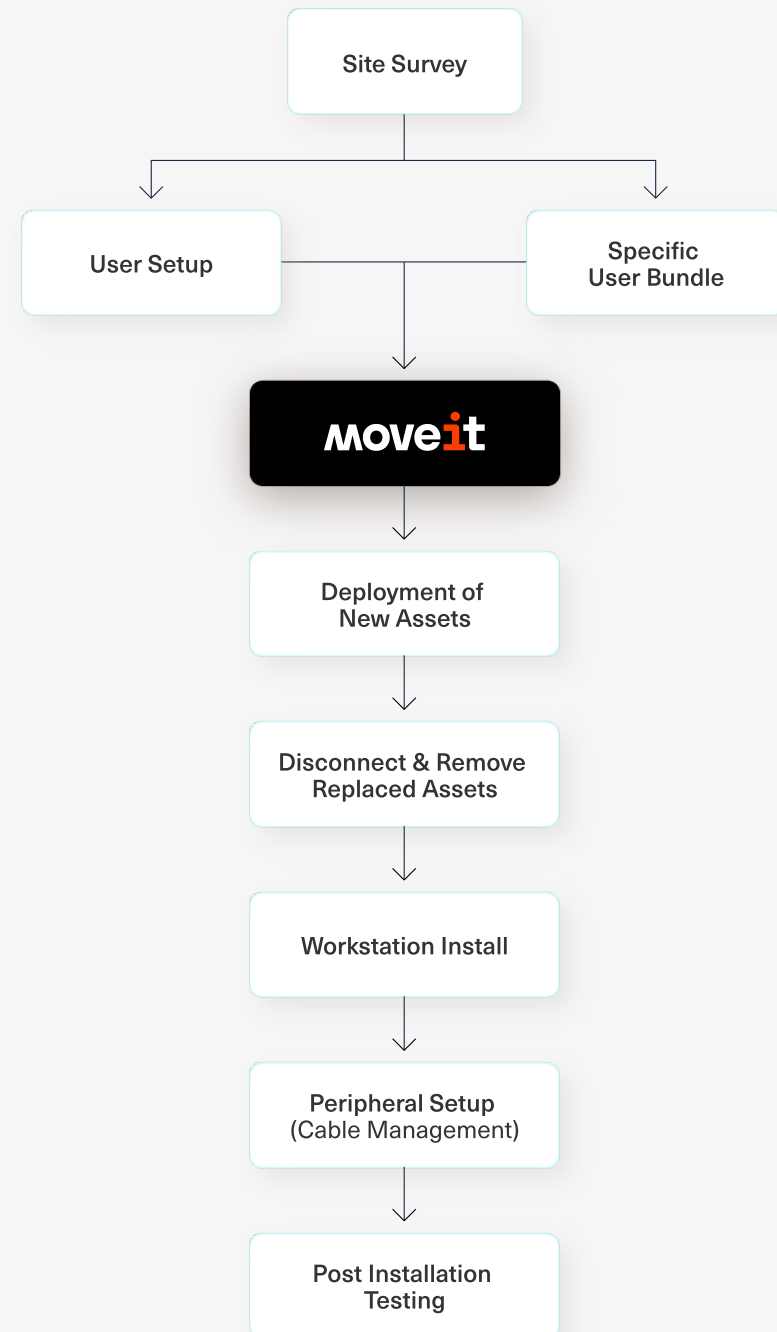 Site Survey
User Setup
Specific
User Bundle
moveit
Deployment of
New Assets
Disconnect & Remove
Replaced Assets
Workstation Install
Peripheral Setup
(Cable Management)
Post Installation
Testing